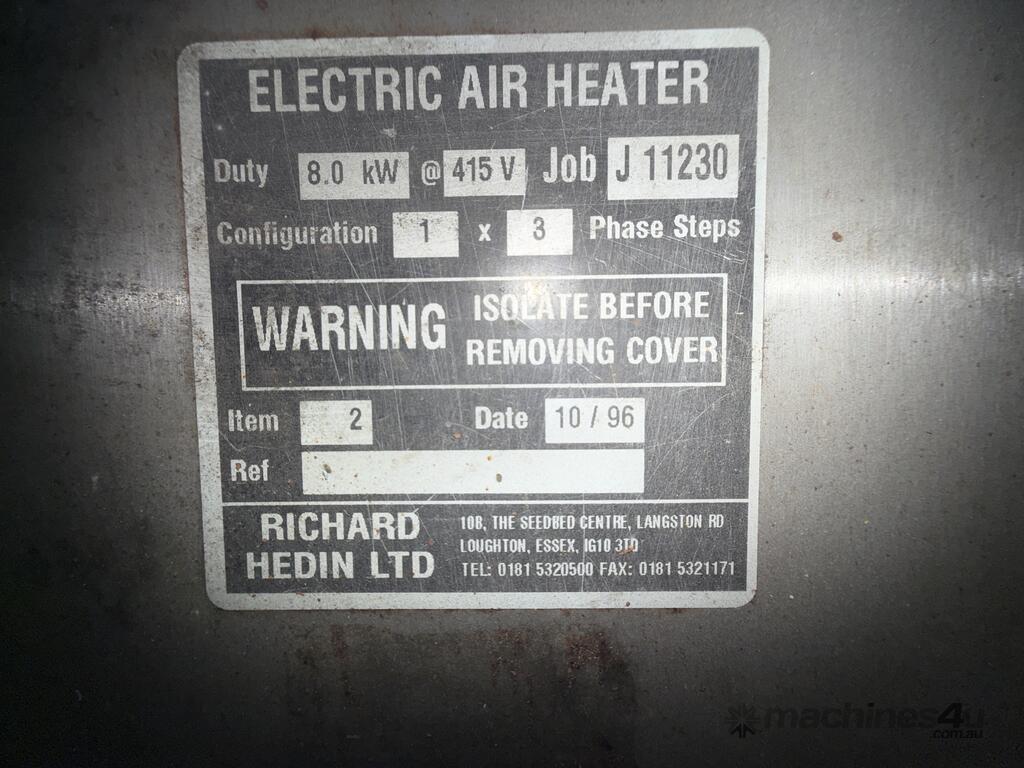 ELECTRIC AIR HEATER
Duty 8.0 kW @ 415 V Job J 11230
Configuration 1 x 3 Phase Steps
WARNING ISOLATE BEFORE
REMOVING COVER
Item 2 Date 10 / 96
Ref
RICHARD HEDIN LTD
10B, THE SEEDBED CENTRE, LANGSTON RD
LOUGHTON, ESSEX, IG10 3TD
TEL: 0181 5320500 FAX: 0181 5321171
machines4u
.com.au